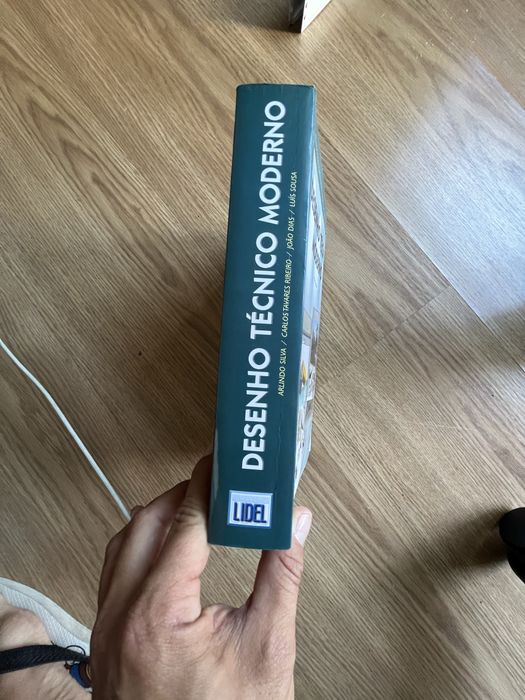 DESENHO TÉCNICO MODERNO
ARLINDO SILVA / CARLOS TAVARES RIBEIRO / JOÃO DIAS / LUÍS SOUSA
LIDEL